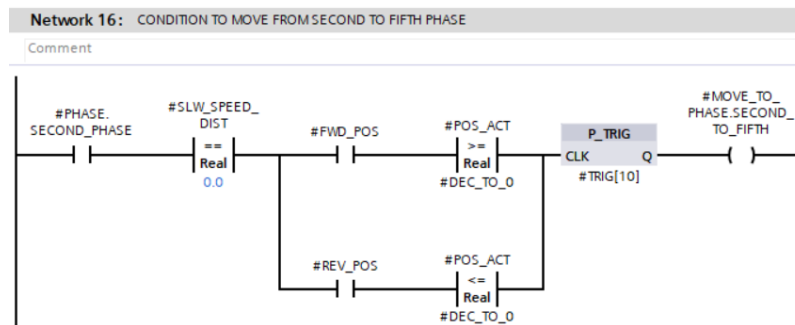 Network 16: CONDITION TO MOVE FROM SECOND TO FIFTH PHASE
Comment
#PHASE.
SECOND_PHASE
#SLW_SPEED_
DIST
==
Real
0.0
#FWD_POS
#POS_ACT
>=
Real
#DEC_TO_0
P_TRIG
CLK Q
#TRIG[10]
#MOVE_TO_
PHASE.SECOND_
TO_FIFTH
#REV_POS
#POS_ACT
<=
Real
#DEC_TO_0